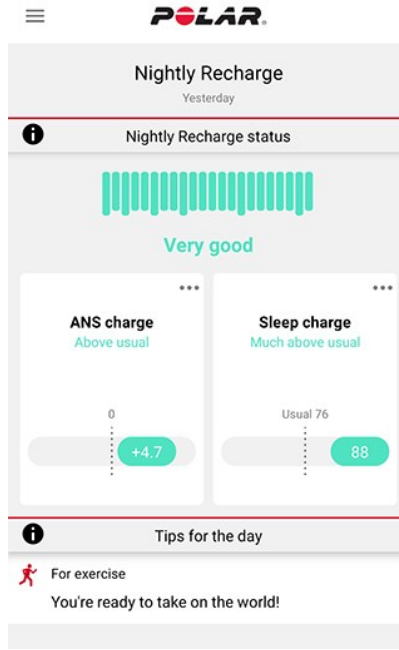 POLAR.
Nightly Recharge
Yesterday
Nightly Recharge status
Very good
ANS charge
Above usual
0
+4.7
Sleep charge
Much above usual
Usual 76
88
Tips for the day
For exercise
You're ready to take on the world!